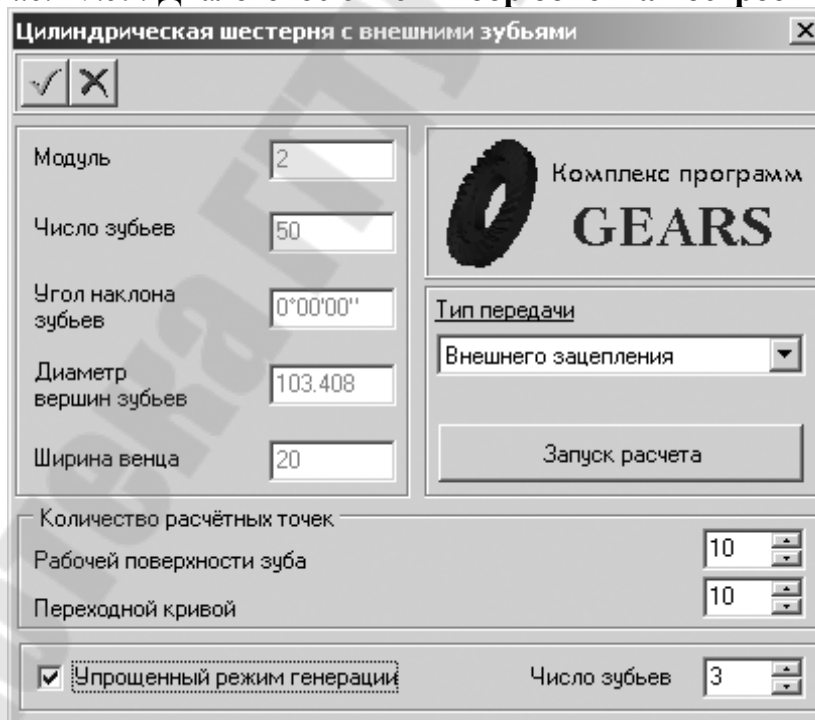 Цилиндрическая шестерня с внешними зубьями
Модуль
2
Число зубьев
50
Угол наклона
зубьев
0°00'00''
Диаметр
вершин зубьев
103.408
Ширина венца
20
Комплекс программ
GEARS
Тип передачи
Внешнего зацепления
Запуск расчета
Количество расчётных точек
Рабочей поверхности зуба
10
Переходной кривой
10
Упрощенный режим генерации
Число зубьев
3